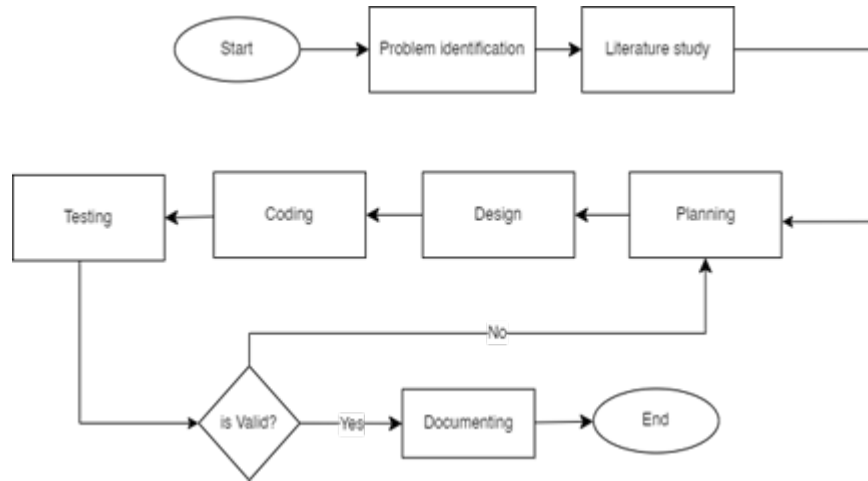 Start
Problem identification
Literature study
Planning
Design
Coding
Testing
is Valid?
No
Yes
Documenting
End